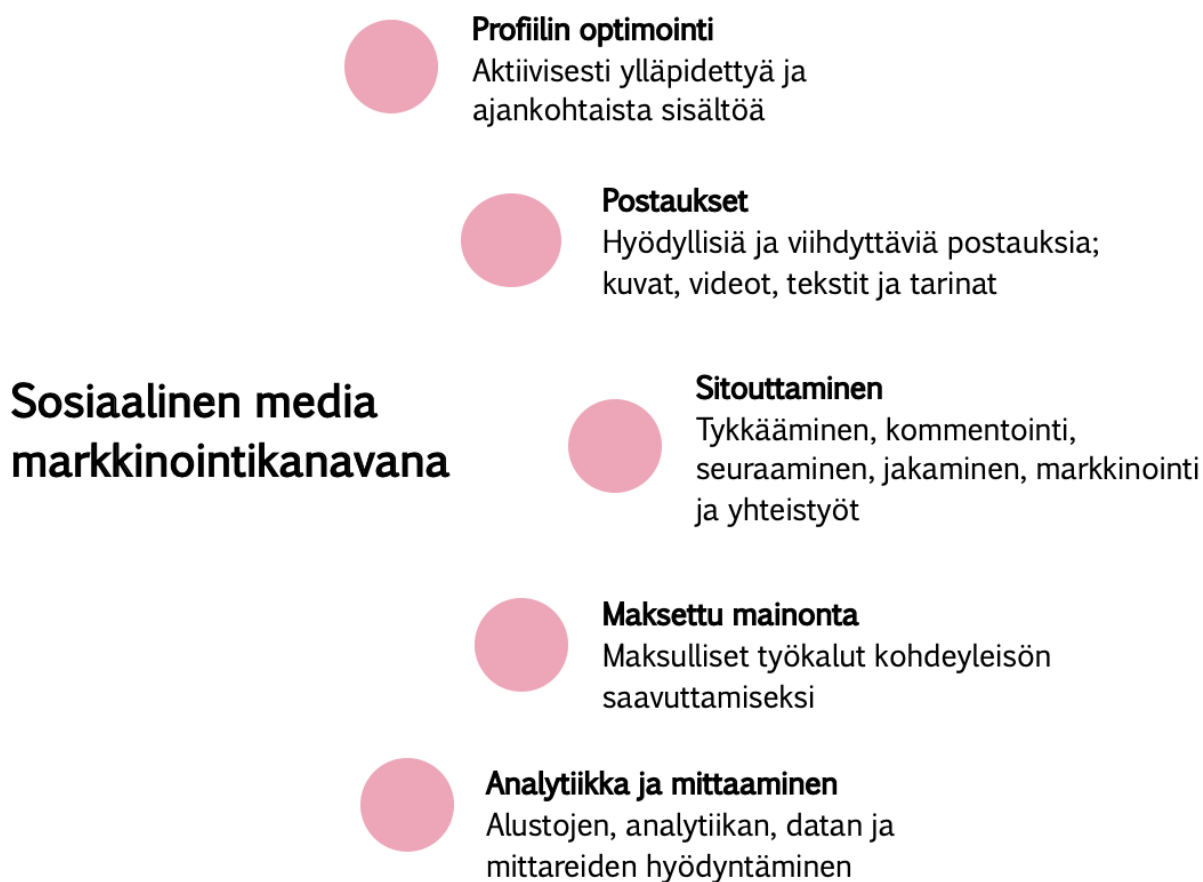 Profiilin optimointi
Aktiivisesti ylläpidettyä ja
ajankohtaista sisältöä
Postaukset
Hyödyllisiä ja viihdyttäviä postauksia;
kuvat, videot, tekstit ja tarinat
Sosiaalinen media
markkinointikanavana
Sitouttaminen
Tykkääminen, kommentointi,
seuraaminen, jakaminen, markkinointi
ja yhteistyöt
Maksettu mainonta
Maksulliset työkalut kohdeyleisön
saavuttamiseksi
Analytiikka ja mittaaminen
Alustojen, analytiikan, datan ja
mittareiden hyödyntäminen